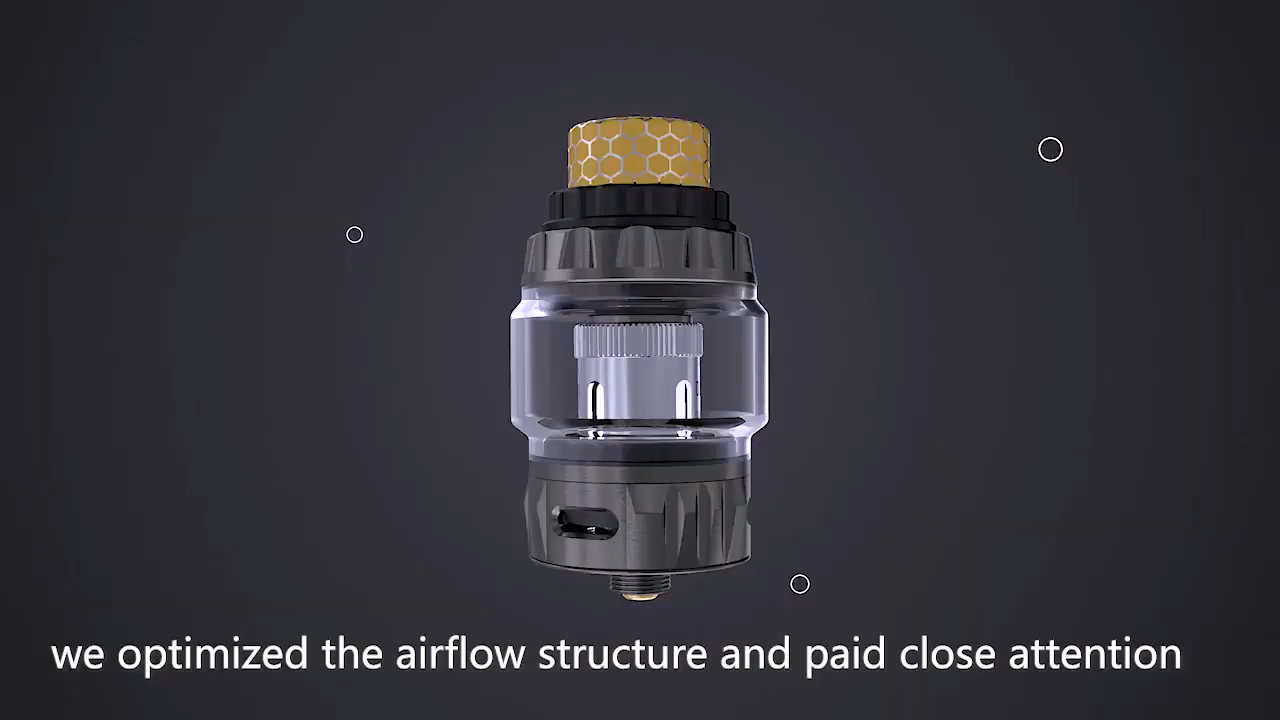 we optimized the airflow structure and paid close attention